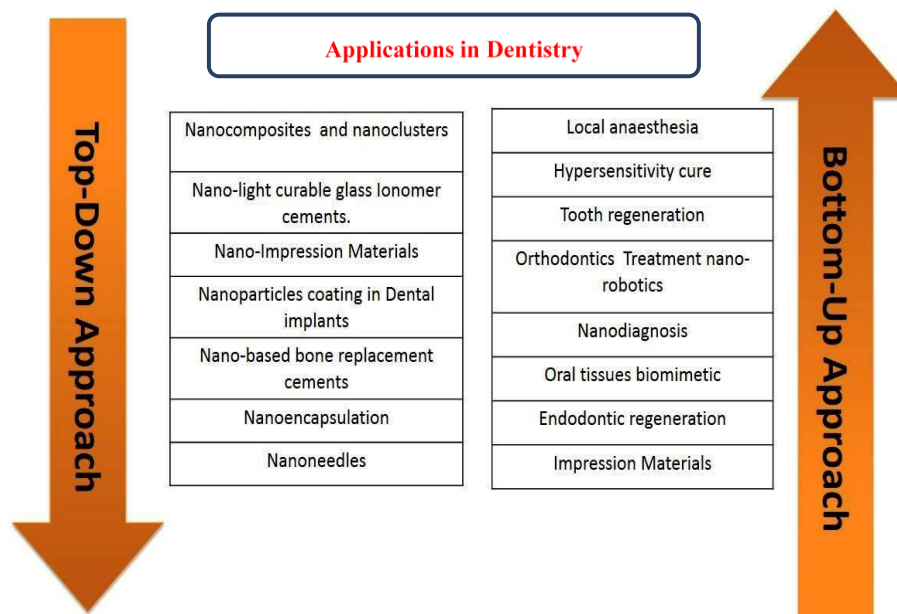 Applications in Dentistry
Top-Down Approach
Nanocomposites and nanoclusters
Nano-light curable glass Ionomer
cements.
Nano-Impression Materials
Nanoparticles coating in Dental
implants
Nano-based bone replacement
cements
Nanoencapsulation
Nanoneedles
Local anaesthesia
Hypersensitivity cure
Tooth regeneration
Orthodontics Treatment nano-
robotics
Nanodiagnosis
Oral tissues biomimetic
Endodontic regeneration
Impression Materials
Bottom-Up Approach